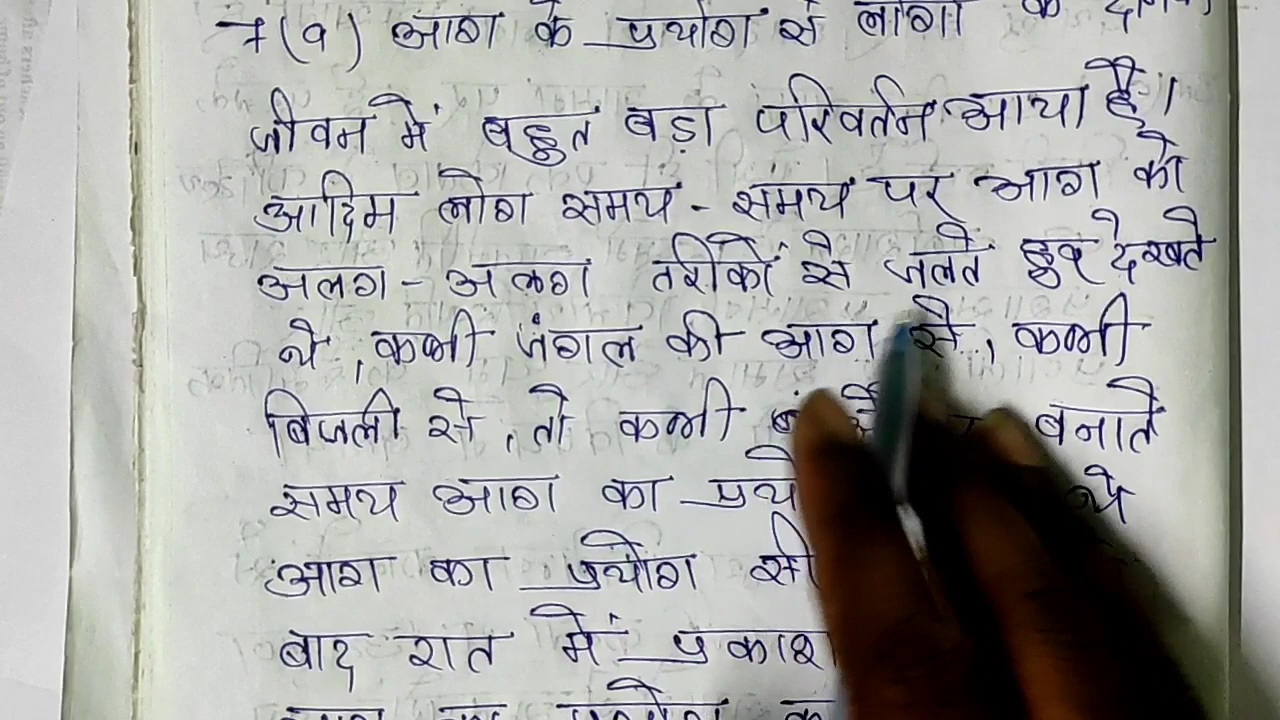 7(व) आग के प्रयोग से लोगों के
जीवन में बहुत बड़ा परिवर्तन आया है।
आदिम लोग समय - समय पर आग को
अलग - अलग तरीकों से जलते हुए देखते
थे, कभी जंगल की आग से, कभी
बिजली से, तो कभी बनाते
समय आग का थे
आग का प्रयोग
बाद रात में प्रकाश